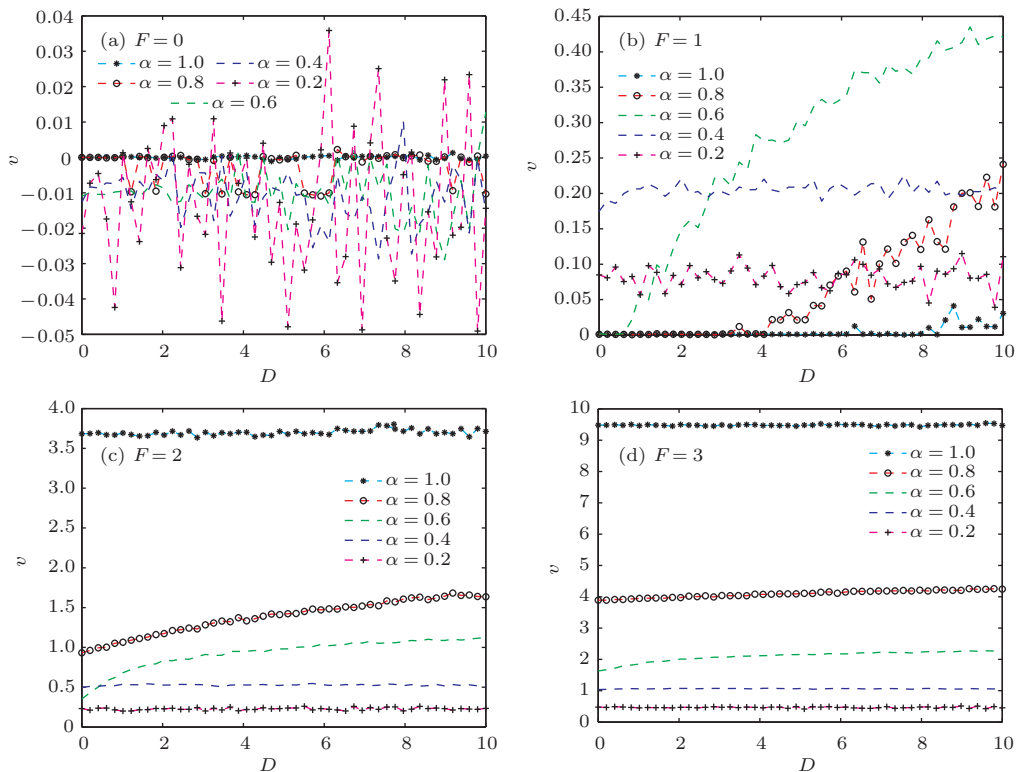 (a) F=0
α=1.0 α=0.4
α=0.8 α=0.2
α=0.6
0.04
0.03
0.02
0.01
0
−0.01
−0.02
−0.03
−0.04
−0.05
v
0 2 4 6 8 10
D
(b) F=1
α=1.0
α=0.8
α=0.6
α=0.4
α=0.2
0.45
0.40
0.35
0.30
0.25
0.20
0.15
0.10
0.05
0
v
0 2 4 6 8 10
D
(c) F=2
α=1.0
α=0.8
α=0.6
α=0.4
α=0.2
4.0
3.5
3.0
2.5
2.0
1.5
1.0
0.5
0
v
0 2 4 6 8 10
D
(d) F=3
α=1.0
α=0.8
α=0.6
α=0.4
α=0.2
10
9
8
7
6
5
4
3
2
1
0
v
0 2 4 6 8 10
D